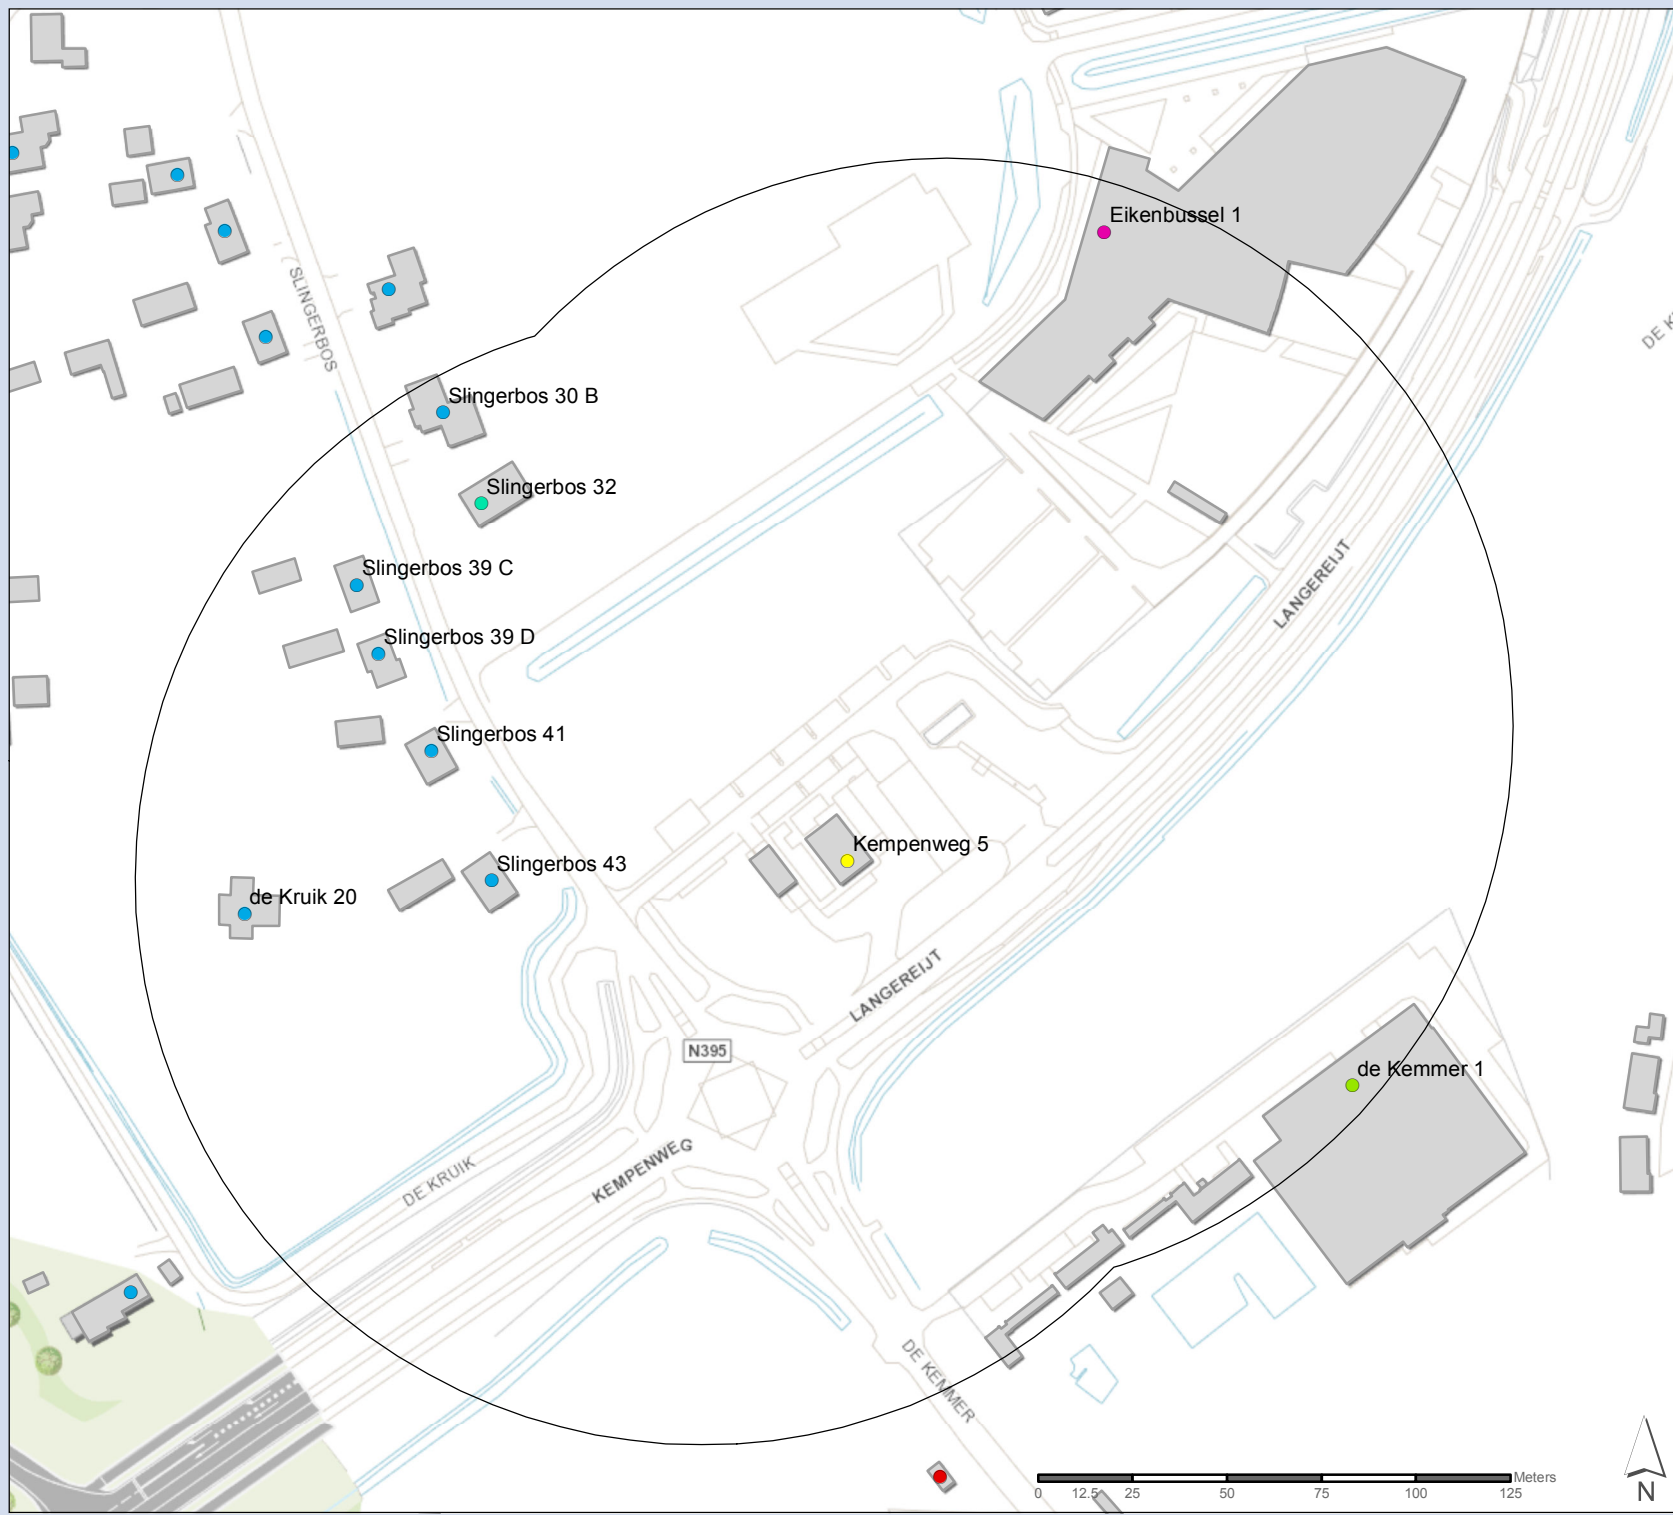 Eikenbussel 1
SLINGERBOS
DE K
Slingerbos 30 B
Slingerbos 32
Slingerbos 39 C
LANGEREIJT
Slingerbos 39 D
Slingerbos 41
Kempenweg 5
Slingerbos 43
de Kruik 20
LANGEREIJT
N395
de Kemmer 1
KEMPENWEG
DE KRUIK
DE KEMMER
Meters
0 12.5 25 50 75 100 125
N